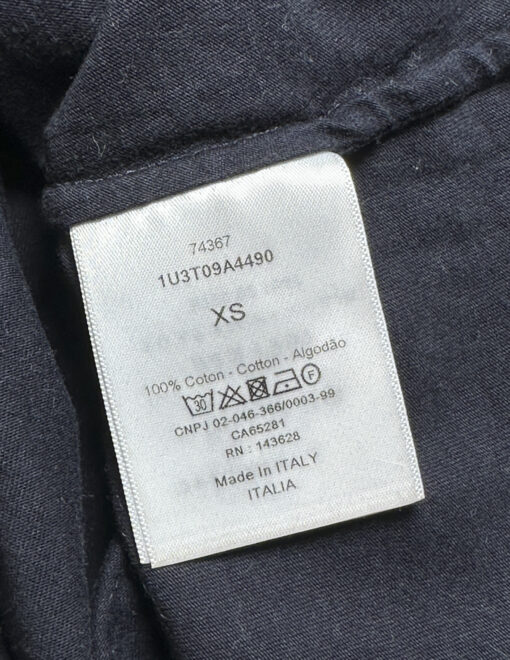 74367
1U3T09A4490
XS
100% Coton - Cotton - Algodão
30 F
CNPJ 02-046-366/0003-99
CA65281
RN : 143628
Made In ITALY
ITALIA